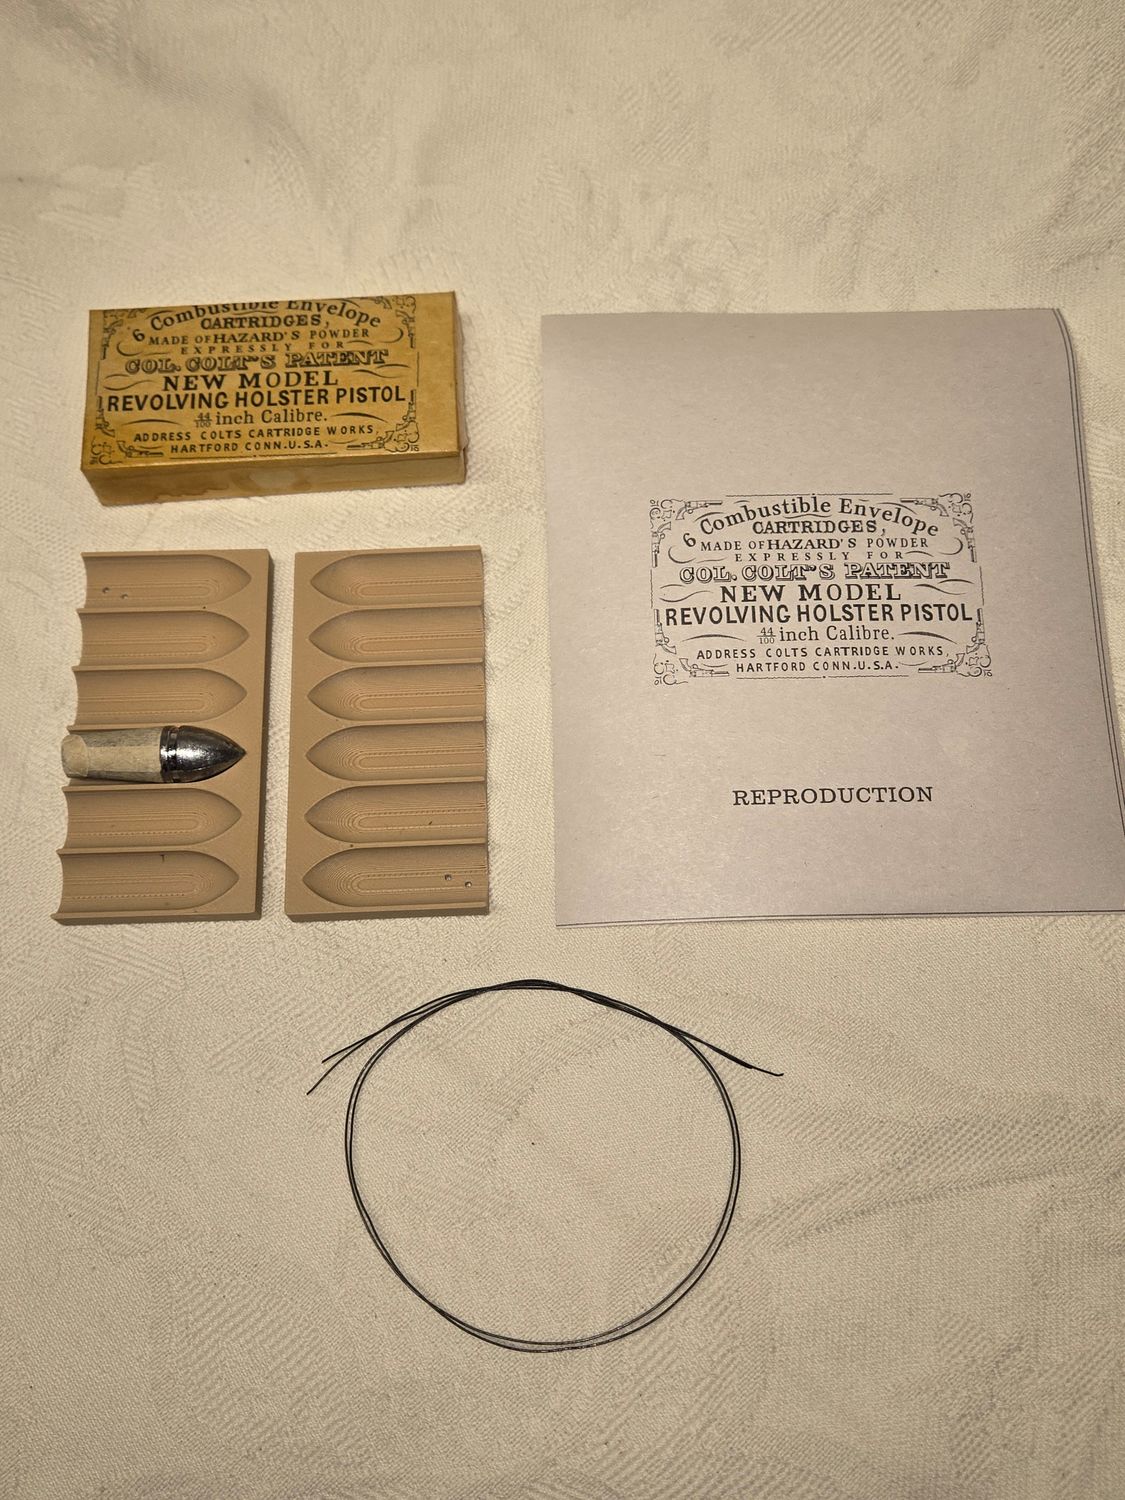 6 Combustible Envelope
CARTRIDGES,
MADE OF HAZARD'S POWDER
EXPRESSLY FOR
COL. COLT'S PATENT
NEW MODEL
REVOLVING HOLSTER PISTOL
44/100 inch Calibre.
ADDRESS COLTS CARTRIDGE WORKS,
HARTFORD CONN.U.S.A.
6 Combustible Envelope
CARTRIDGES,
MADE OF HAZARD'S POWDER
EXPRESSLY FOR
COL. COLT'S PATENT
NEW MODEL
REVOLVING HOLSTER PISTOL
44/100 inch Calibre.
ADDRESS COLTS CARTRIDGE WORKS,
HARTFORD CONN.U.S.A.
REPRODUCTION